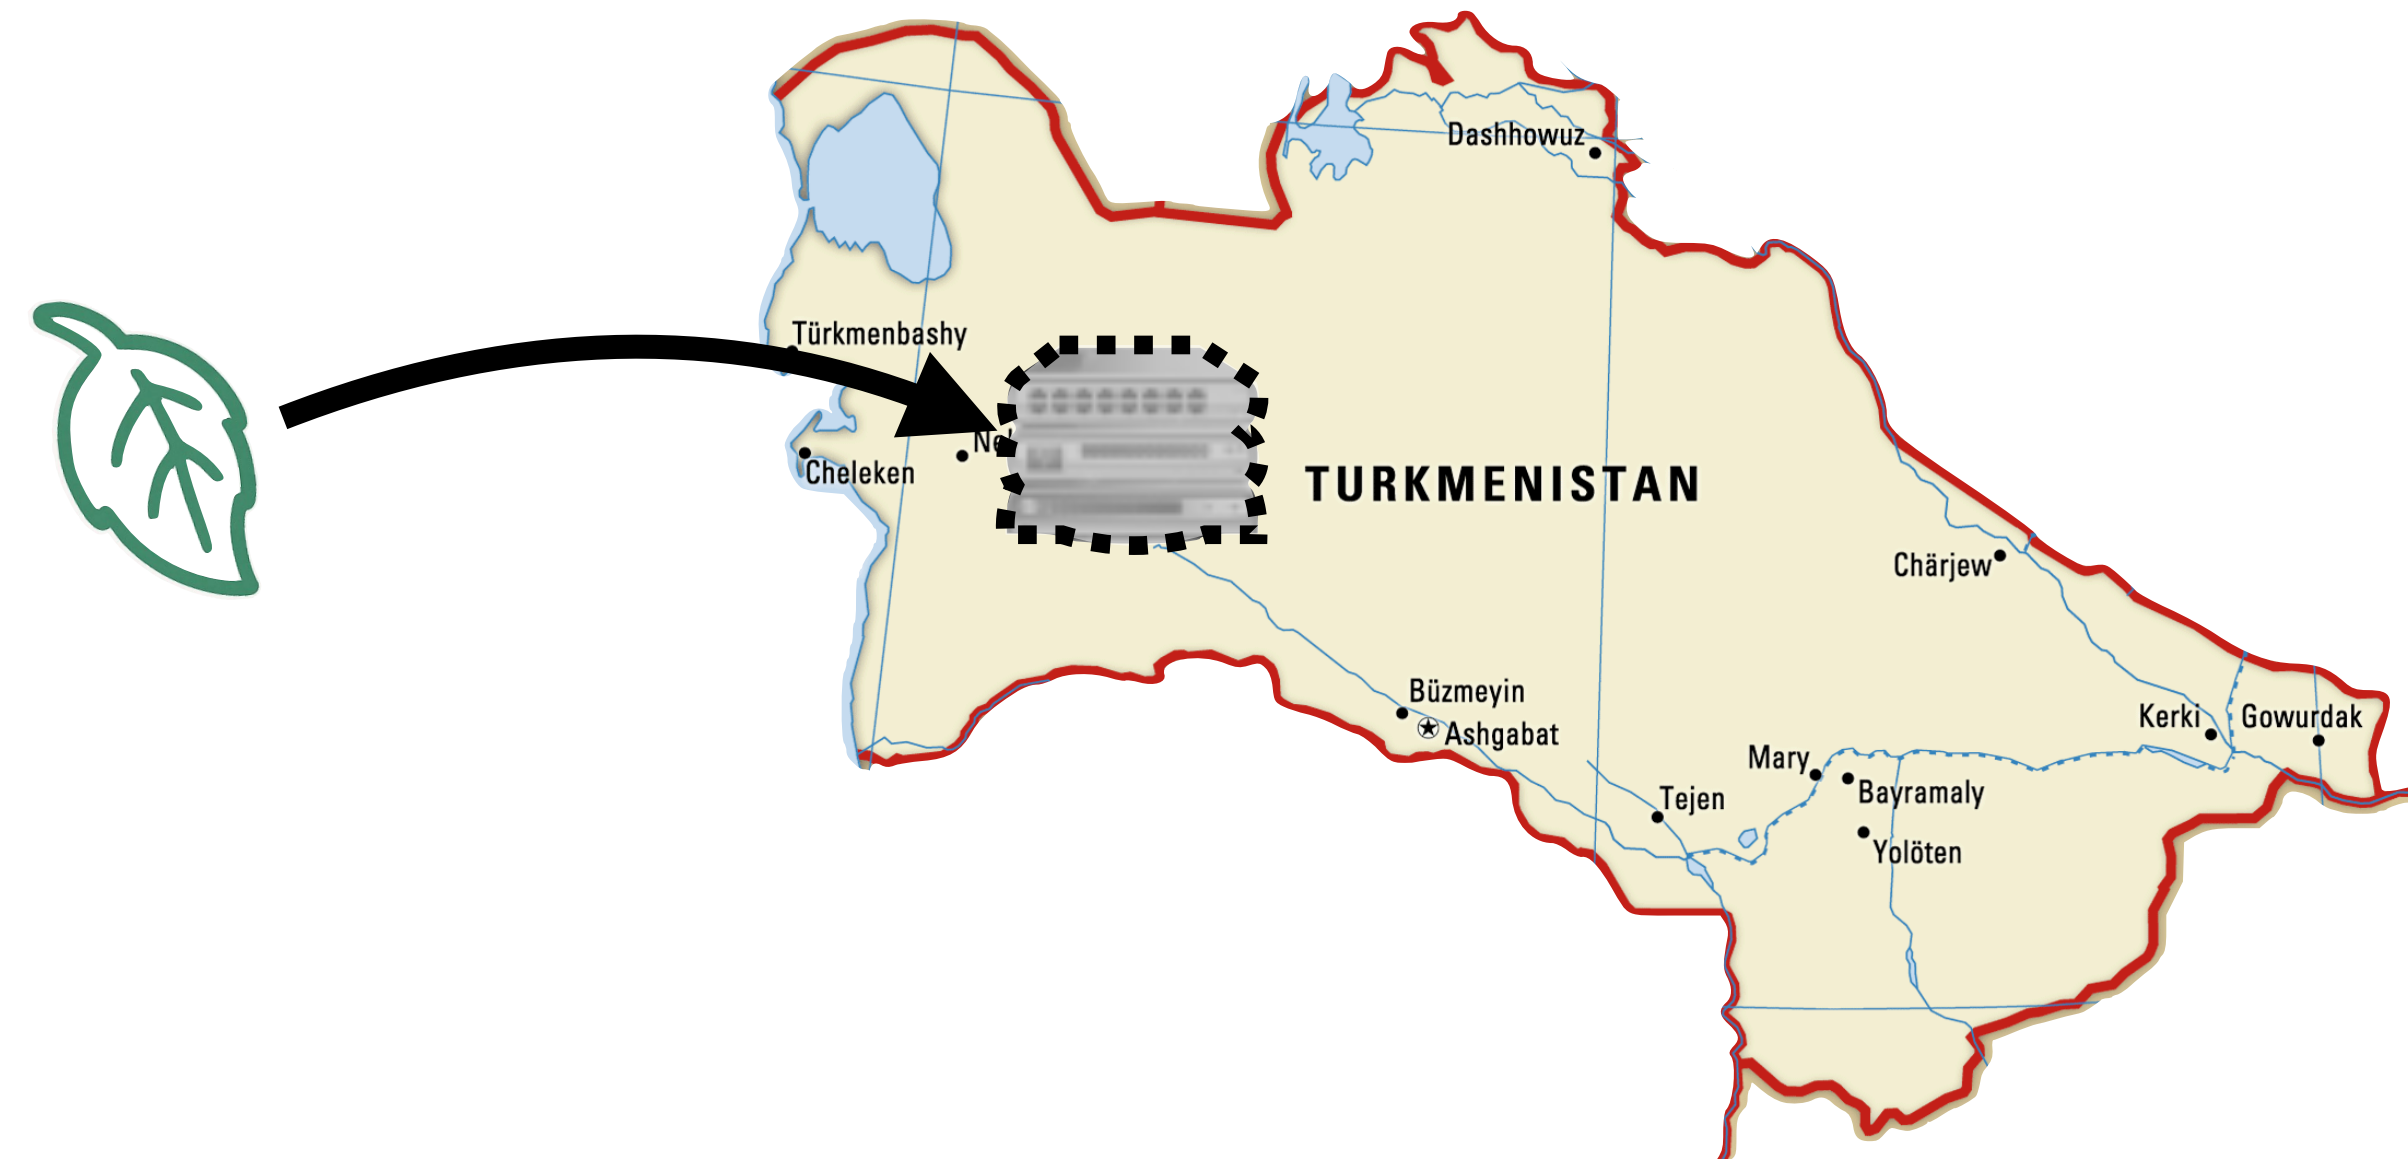 Dashhowuz
Türkmenbashy
Ne
Cheleken
TURKMENISTAN
Chärjew
Büzmeyin
Ashgabat
Kerki
Gowurdak
Mary
Bayramaly
Tejen
Yolöten